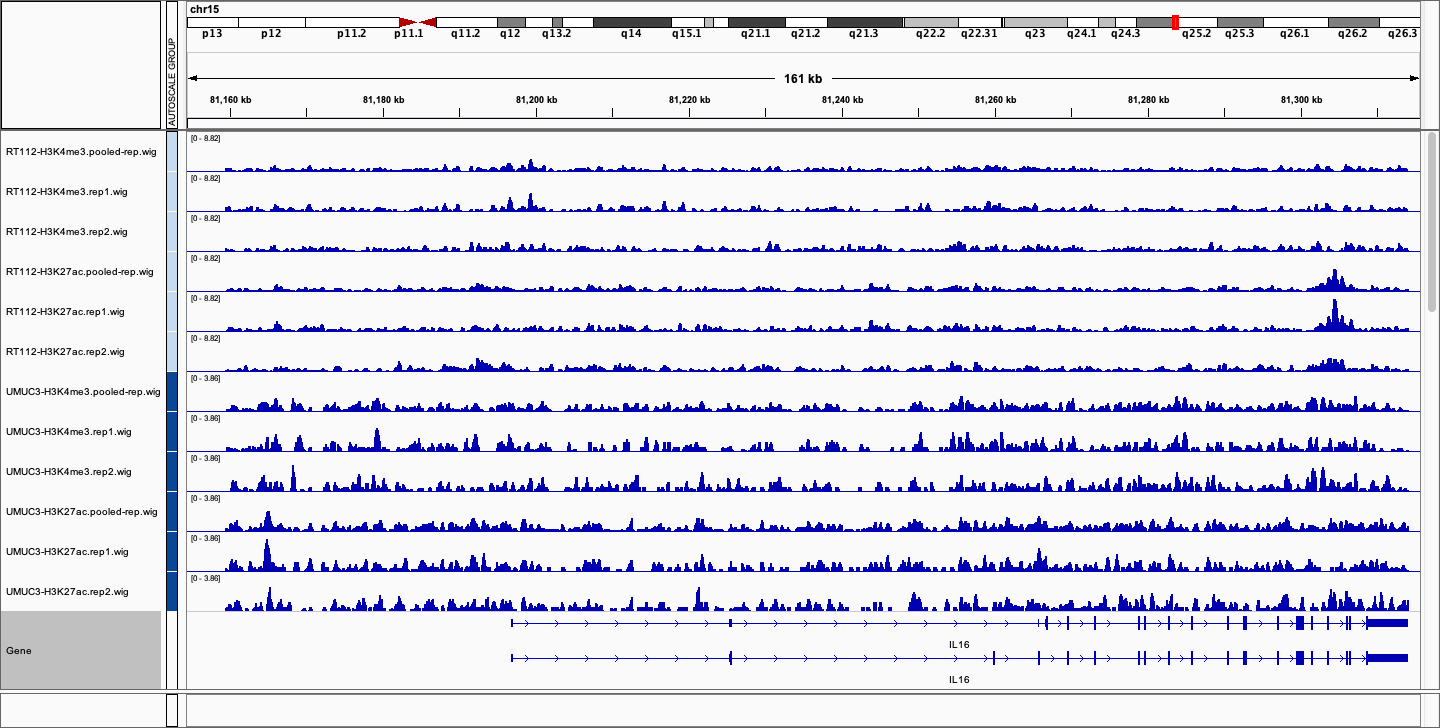 chr15
p13 p12 p11.2 p11.1 q11.2 q12 q13.2 q14 q15.1 q21.1 q21.2 q21.3 q22.2 q22.31 q23 q24.1 q24.3 q25.2 q25.3 q26.1 q26.2 q26.3
161 kb
81,160 kb 81,180 kb 81,200 kb 81,220 kb 81,240 kb 81,260 kb 81,280 kb 81,300 kb
AUTOSCALE GROUP
RT112-H3K4me3.pooled-rep.wig [0 - 8.82]
RT112-H3K4me3.rep1.wig [0 - 8.82]
RT112-H3K4me3.rep2.wig [0 - 8.82]
RT112-H3K27ac.pooled-rep.wig [0 - 8.82]
RT112-H3K27ac.rep1.wig [0 - 8.82]
RT112-H3K27ac.rep2.wig [0 - 8.82]
UMUC3-H3K4me3.pooled-rep.wig [0 - 3.86]
UMUC3-H3K4me3.rep1.wig [0 - 3.86]
UMUC3-H3K4me3.rep2.wig [0 - 3.86]
UMUC3-H3K27ac.pooled-rep.wig [0 - 3.86]
UMUC3-H3K27ac.rep1.wig [0 - 3.86]
UMUC3-H3K27ac.rep2.wig [0 - 3.86]
Gene
IL16
IL16